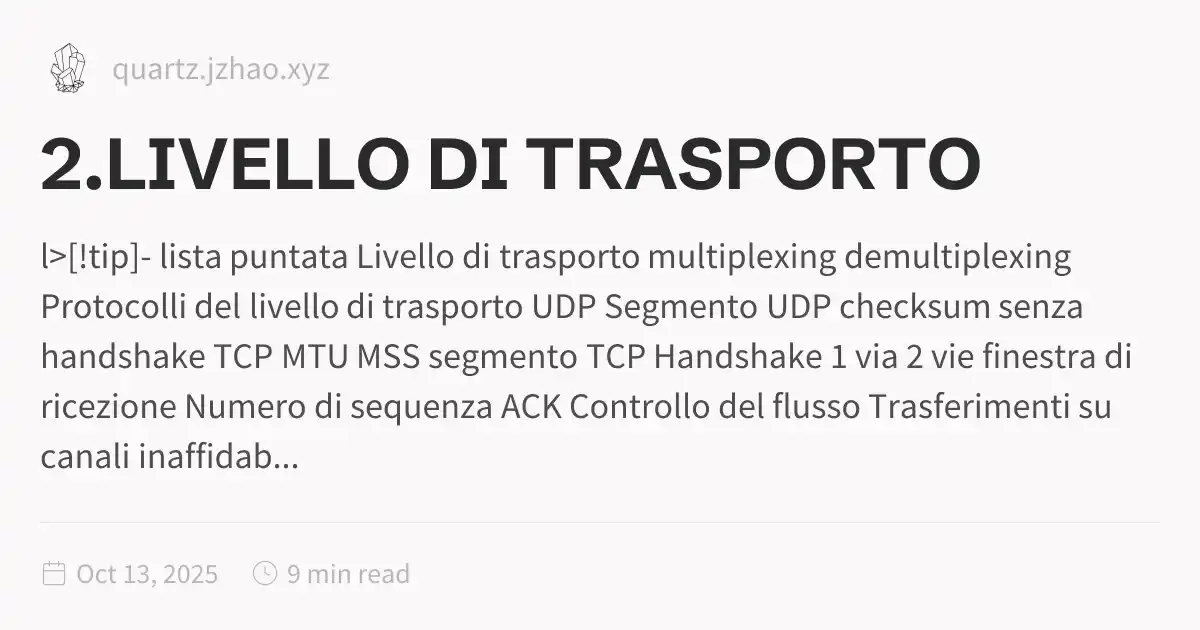 quartz.jzhao.xyz
2.LIVELLO DI TRASPORTO
l>[!tip]- lista puntata Livello di trasporto multiplexing demultiplexing
Protocolli del livello di trasporto UDP Segmento UDP checksum senza
handshake TCP MTU MSS segmento TCP Handshake 1 via 2 vie finestra di
ricezione Numero di sequenza ACK Controllo del flusso Trasferimenti su
canali inaffidab...
Oct 13, 2025 9 min read